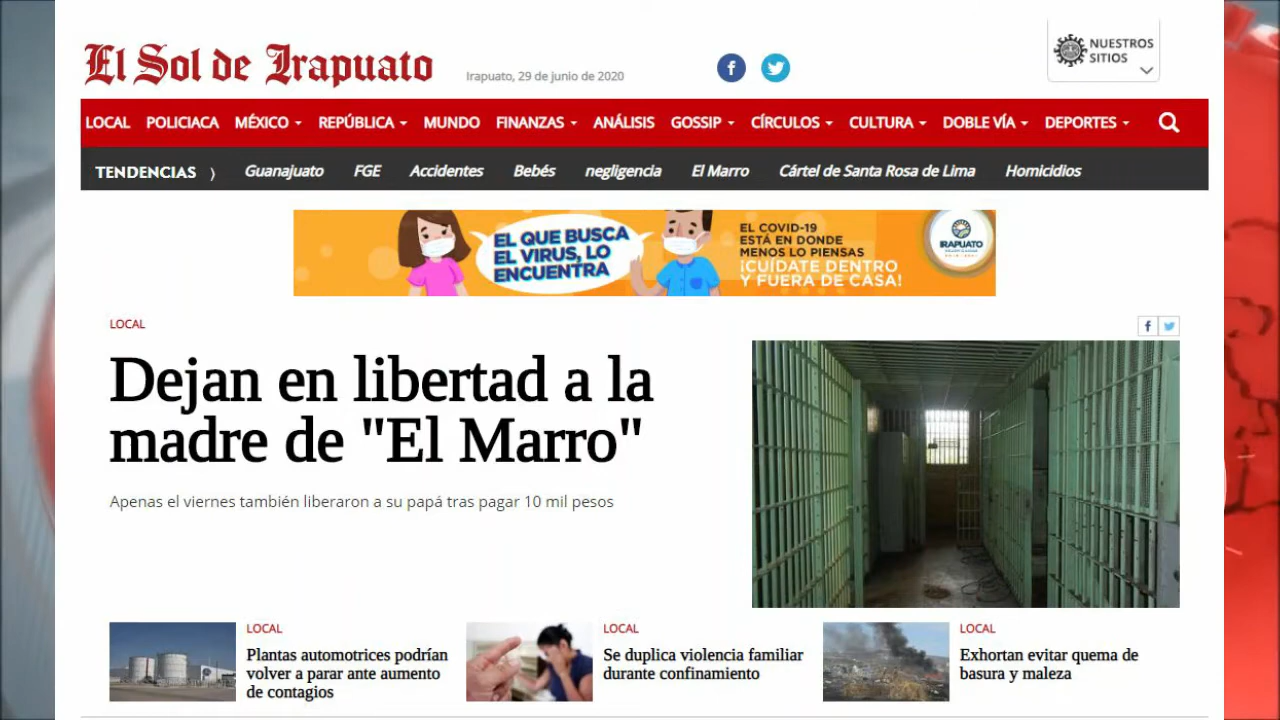 El Sol de Irapuato
Irapuato, 29 de junio de 2020
NUESTROS
SITIOS
LOCAL POLICIACA MÉXICO REPÚBLICA MUNDO FINANZAS ANÁLISIS GOSSIP CÍRCULOS CULTURA DOBLE VÍA DEPORTES
TENDENCIAS Guanajuato FGE Accidentes Bebés negligencia El Marro Cártel de Santa Rosa de Lima Homicidios
EL QUE BUSCA
EL VIRUS, LO
ENCUENTRA
EL COVID-19
ESTÁ EN DONDE
MENOS LO PIENSAS
¡CUÍDATE DENTRO
Y FUERA DE CASA!
IRAPUATO
LOCAL
Dejan en libertad a la
madre de "El Marro"
Apenas el viernes también liberaron a su papá tras pagar 10 mil pesos
LOCAL
Plantas automotrices podrían
volver a parar ante aumento
de contagios
LOCAL
Se duplica violencia familiar
durante confinamiento
LOCAL
Exhortan evitar quema de
basura y maleza